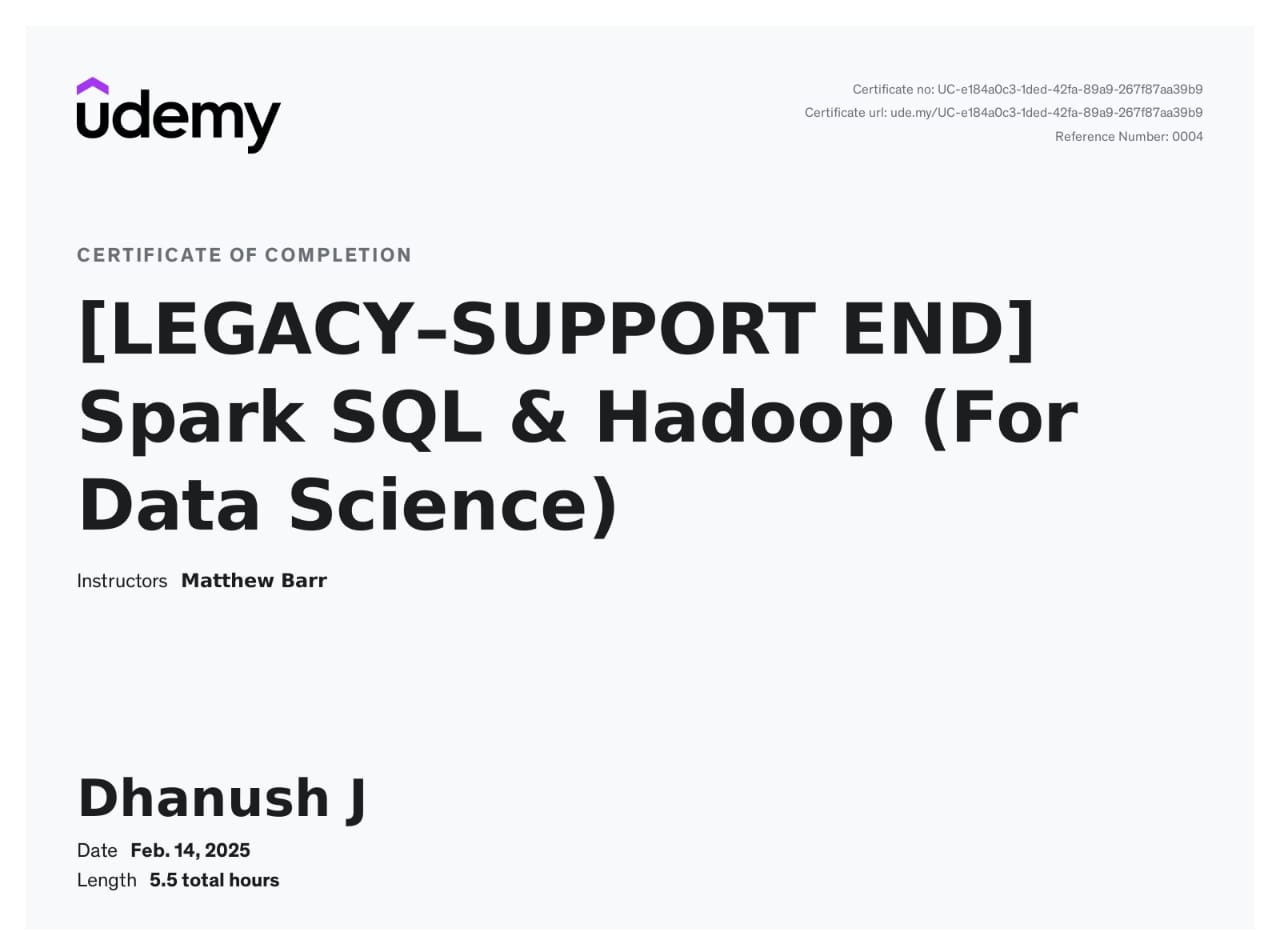 udemy
Certificate no: UC-e184a0c3-1ded-42fa-89a9-267f87aa39b9
Certificate url: ude.my/UC-e184a0c3-1ded-42fa-89a9-267f87aa39b9
Reference Number: 0004
CERTIFICATE OF COMPLETION
[LEGACY–SUPPORT END]
Spark SQL & Hadoop (For
Data Science)
Instructors Matthew Barr
Dhanush J
Date Feb. 14, 2025
Length 5.5 total hours